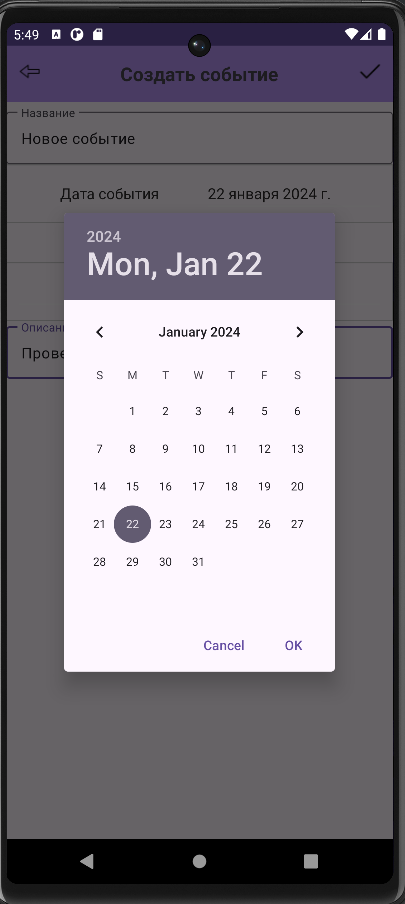 5:49
Создать событие
Название
Новое событие
Дата события 22 января 2024 г.
2024
Mon, Jan 22
January 2024
S M T W T F S
1 2 3 4 5 6
7 8 9 10 11 12 13
14 15 16 17 18 19 20
21 22 23 24 25 26 27
28 29 30 31
Cancel OK